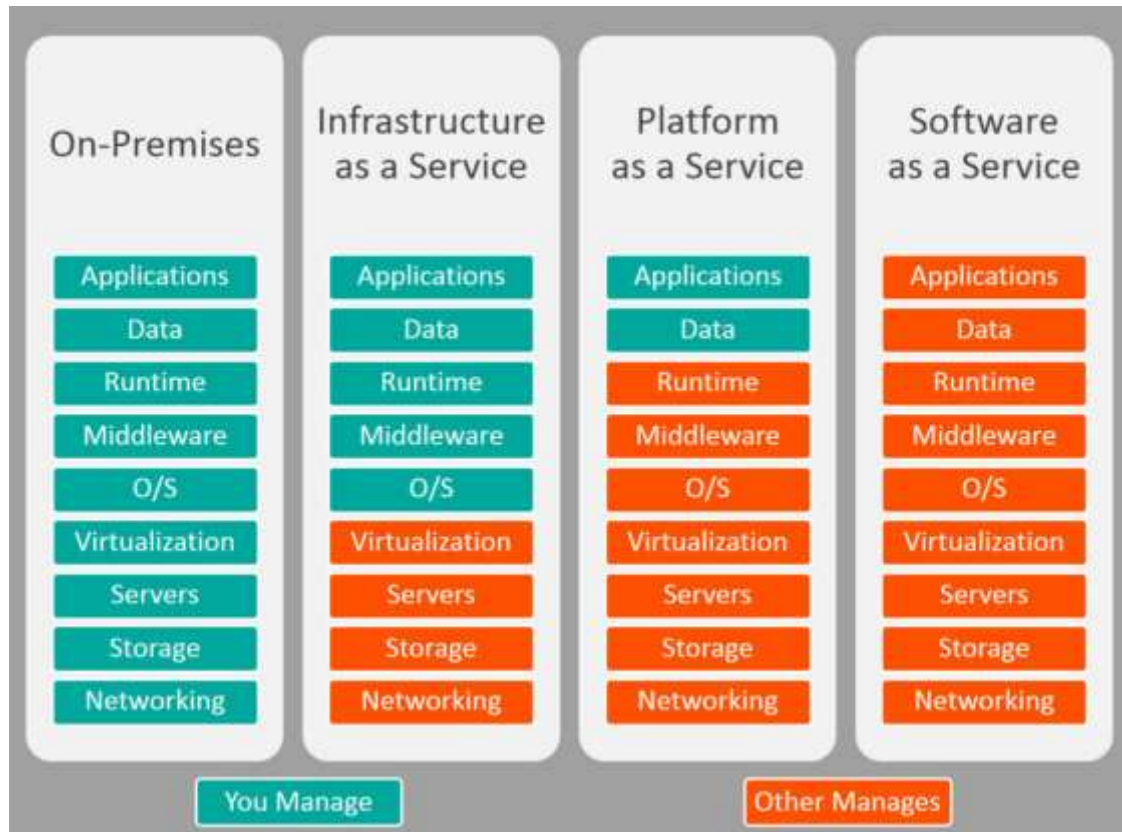 On-Premises
Applications
Data
Runtime
Middleware
O/S
Virtualization
Servers
Storage
Networking
Infrastructure
as a Service
Applications
Data
Runtime
Middleware
O/S
Virtualization
Servers
Storage
Networking
Platform
as a Service
Applications
Data
Runtime
Middleware
O/S
Virtualization
Servers
Storage
Networking
Software
as a Service
Applications
Data
Runtime
Middleware
O/S
Virtualization
Servers
Storage
Networking
You Manage
Other Manages